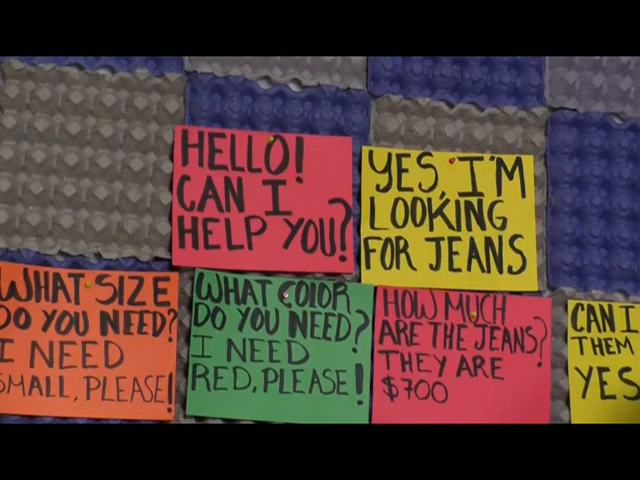 HELLO!
CAN I
HELP YOU?
YES, I'M
LOOKING
FOR JEANS
WHAT SIZE
DO YOU NEED?
I NEED
SMALL, PLEASE!
WHAT COLOR
DO YOU NEED?
I NEED
RED, PLEASE!
HOW MUCH
ARE THE JEANS?
THEY ARE
$700
CAN I
THEM
YES